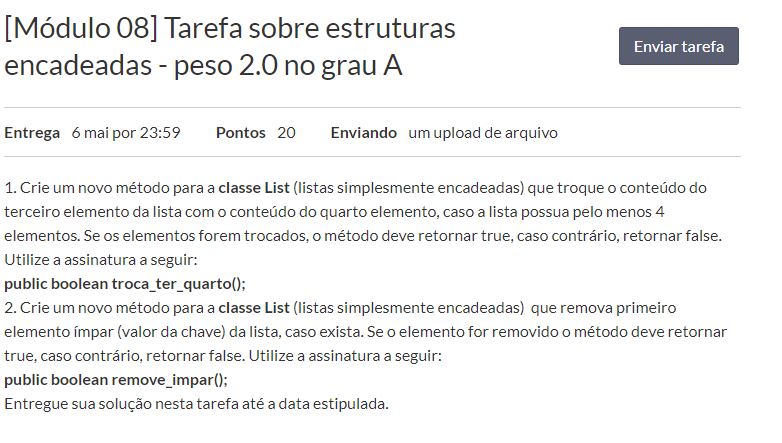 [Módulo 08] Tarefa sobre estruturas
encadeadas - peso 2.0 no grau A
Enviar tarefa
Entrega 6 mai por 23:59 Pontos 20 Enviando um upload de arquivo
1. Crie um novo método para a classe List (listas simplesmente encadeadas) que troque o conteúdo do
terceiro elemento da lista com o conteúdo do quarto elemento, caso a lista possua pelo menos 4
elementos. Se os elementos forem trocados, o método deve retornar true, caso contrário, retornar false.
Utilize a assinatura a seguir:
public boolean troca_ter_quarto();
2. Crie um novo método para a classe List (listas simplesmente encadeadas) que remova primeiro
elemento ímpar (valor da chave) da lista, caso exista. Se o elemento for removido o método deve retornar
true, caso contrário, retornar false. Utilize a assinatura a seguir:
public boolean remove_impar();
Entregue sua solução nesta tarefa até a data estipulada.